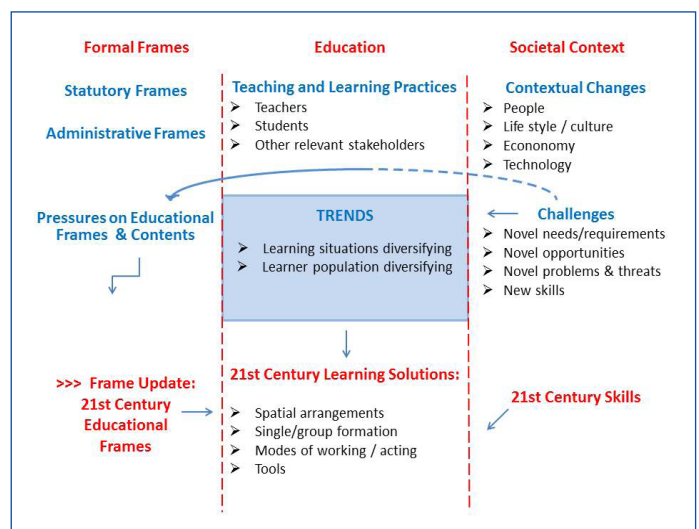 Formal Frames
Education
Societal Context
Statutory Frames
Administrative Frames
Teaching and Learning Practices
➢ Teachers
➢ Students
➢ Other relevant stakeholders
Contextual Changes
➢ People
➢ Life style / culture
➢ Econonomy
➢ Technology
Pressures on Educational
Frames & Contents
TRENDS
➢ Learning situations diversifying
➢ Learner population diversifying
Challenges
➢ Novel needs/requirements
➢ Novel opportunities
➢ Novel problems & threats
➢ New skills
>>> Frame Update:
21st Century
Educational
Frames
21st Century Learning Solutions:
➢ Spatial arrangements
➢ Single/group formation
➢ Modes of working / acting
➢ Tools
21st Century Skills